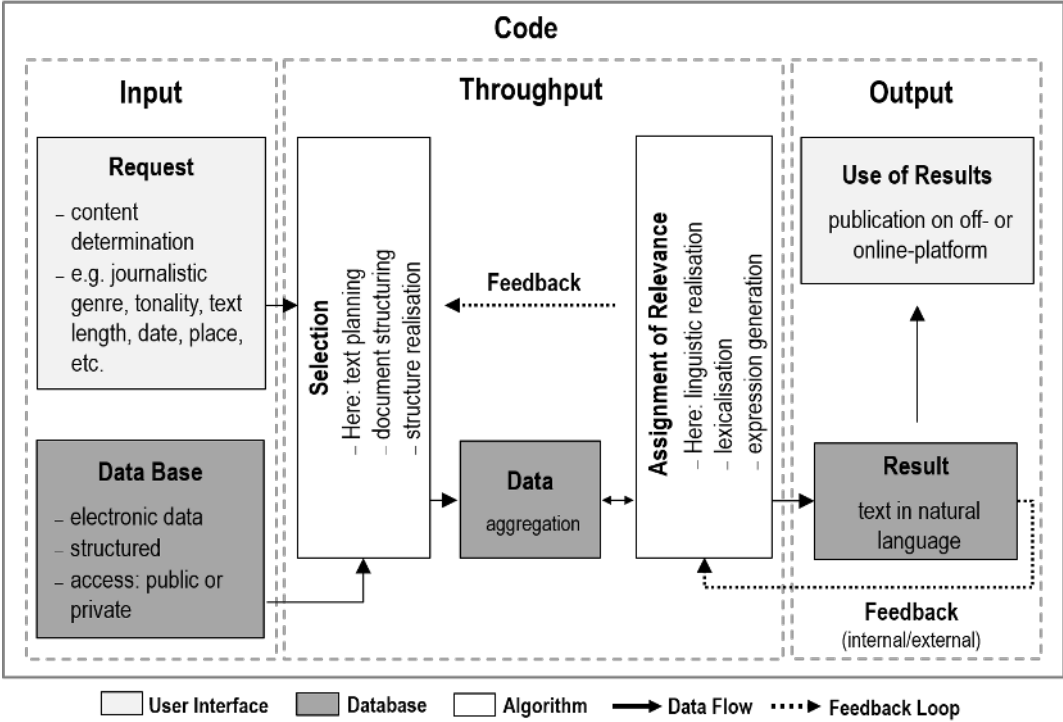 Code
Input
Request
– content
determination
– e.g. journalistic
genre, tonality, text
length, date, place,
etc.
Data Base
– electronic data
– structured
– access: public or
private
Throughput
Selection
– Here: text planning
– document structuring
– structure realisation
Feedback
Data
aggregation
Assignment of Relevance
– Here: linguistic realisation
– lexicalisation
– expression generation
Output
Use of Results
publication on off- or
online-platform
Result
text in natural
language
Feedback
(internal/external)
User Interface
Database
Algorithm
Data Flow
Feedback Loop